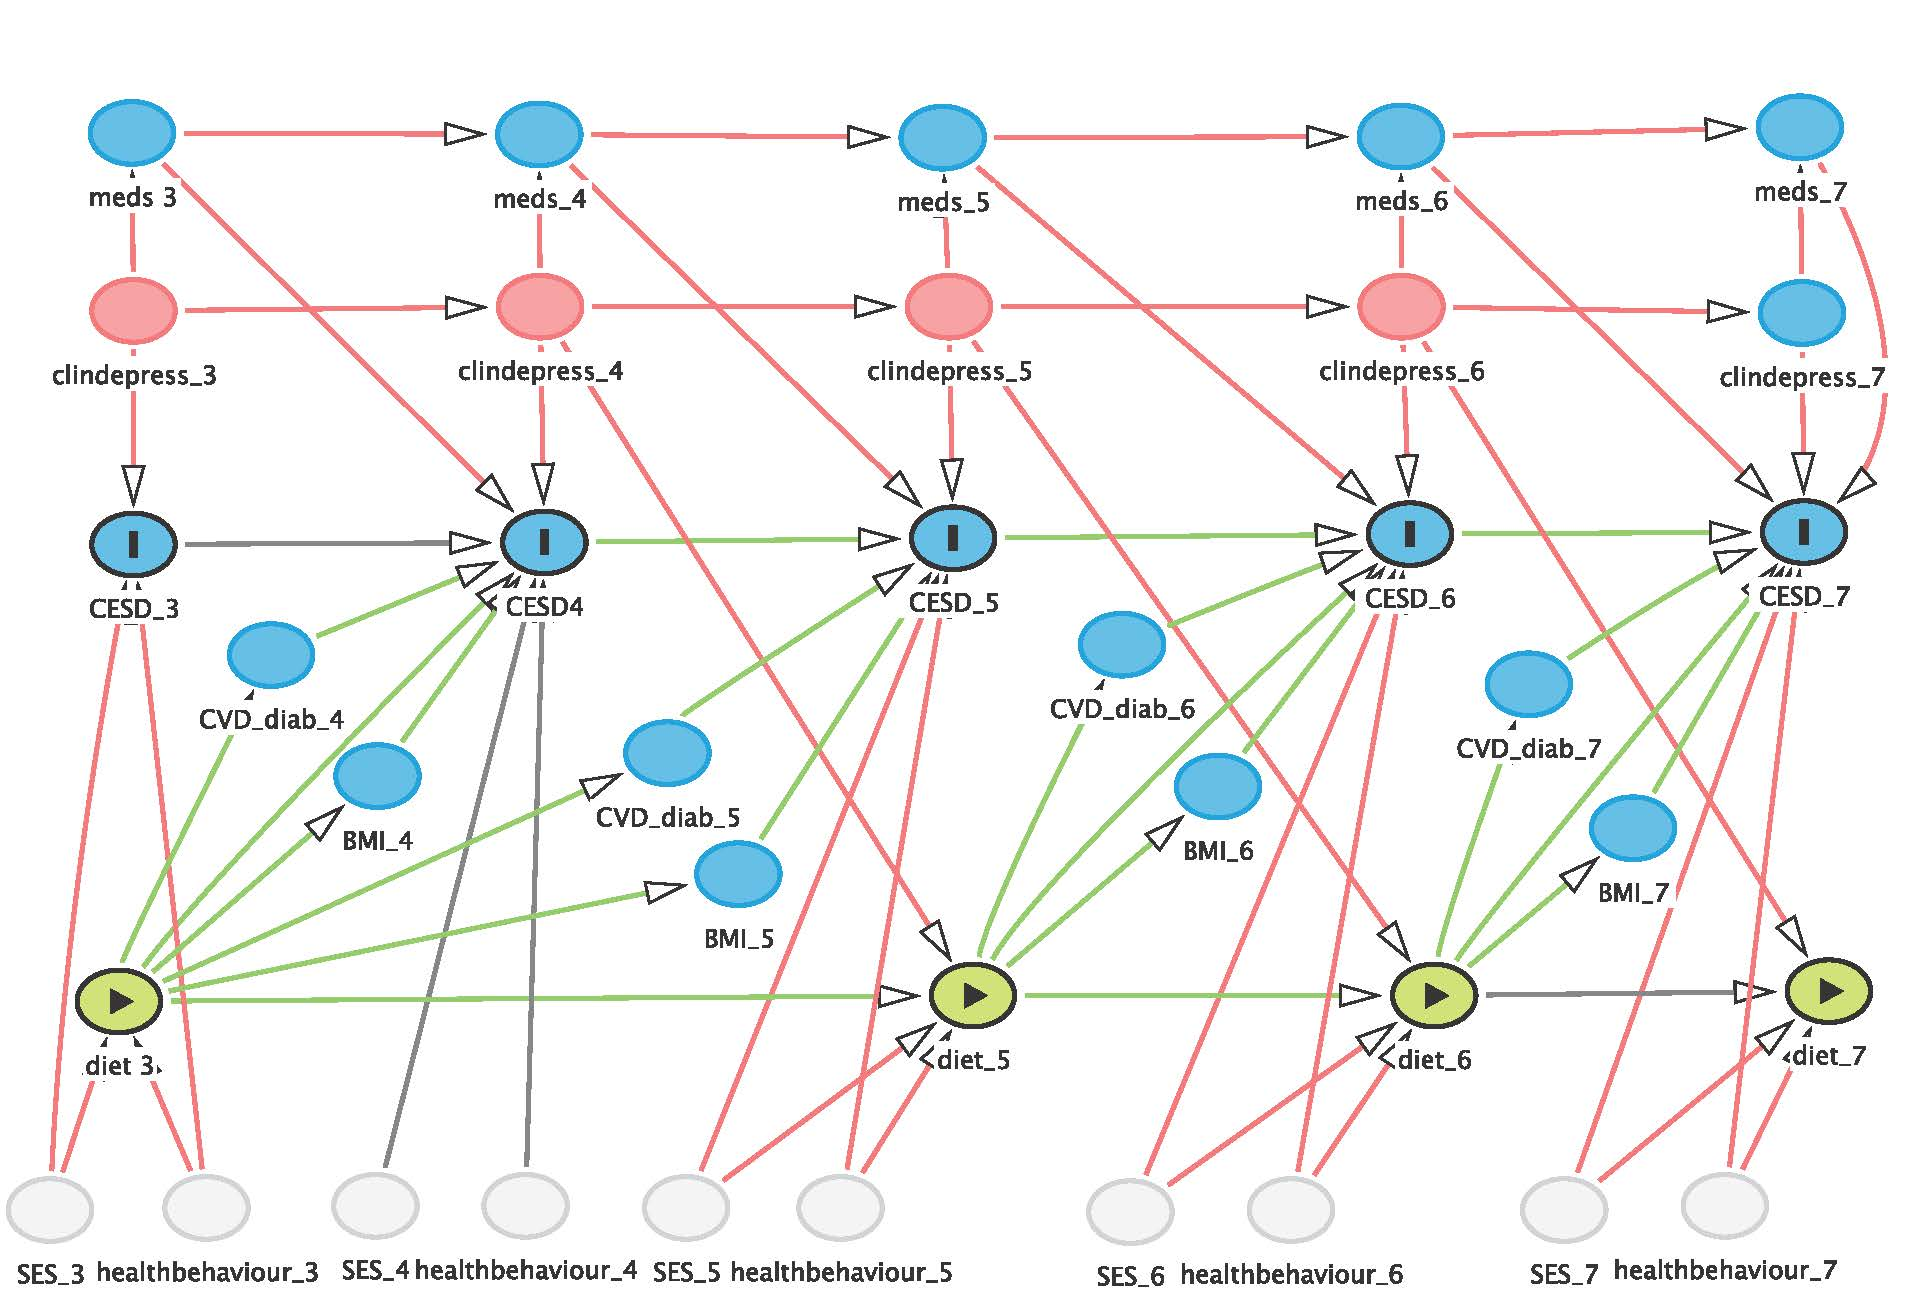 meds 3
meds_4
meds_5
meds_6
meds_7
clindepress_3
clindepress_4
clindepress_5
clindepress_6
clindepress_7
CESD_3
CESD4
CESD_5
CESD_6
CESD_7
CVD_diab_4
CVD_diab_6
CVD_diab_7
BMI_4
CVD_diab_5
BMI_6
BMI_7
BMI_5
diet 3
diet_5
diet_6
diet_7
SES_3 healthbehaviour_3 SES_4 healthbehaviour_4 SES_5 healthbehaviour_5 SES_6 healthbehaviour_6 SES_7 healthbehaviour_7